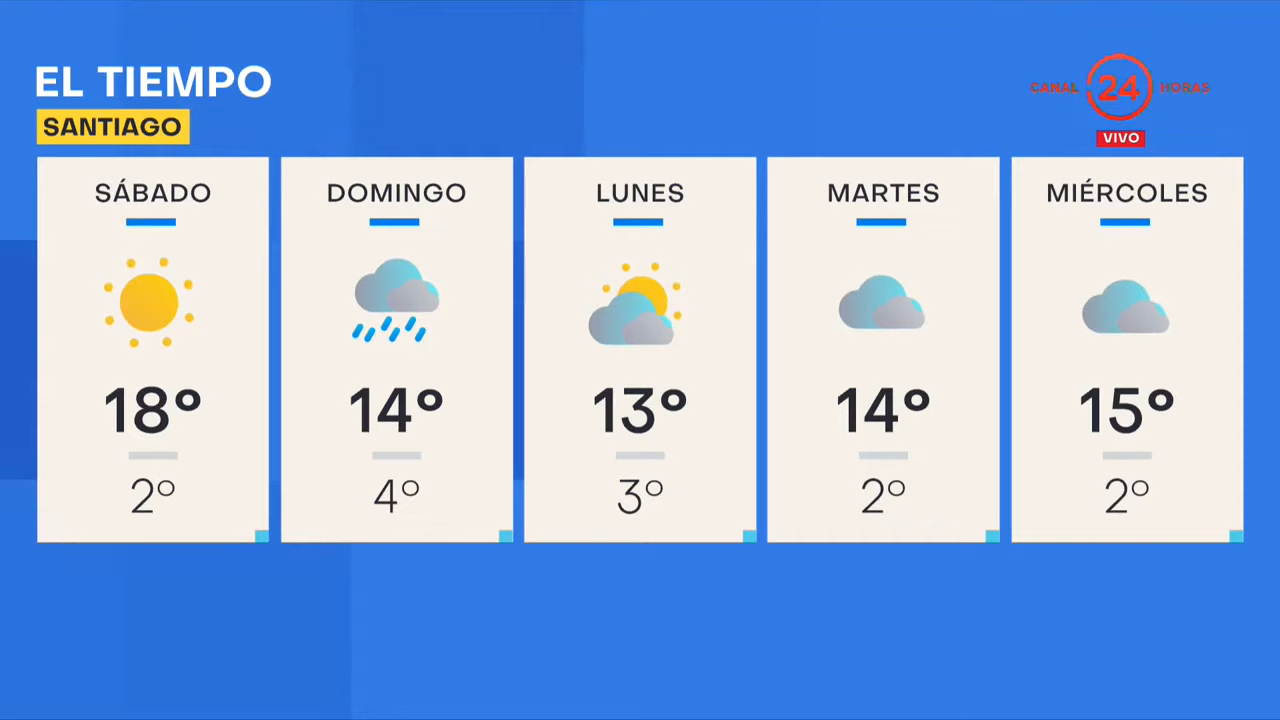 EL TIEMPO
SANTIAGO
CANAL 24 HORAS
VIVO
SÁBADO
18°
2°
DOMINGO
14°
4°
LUNES
13°
3°
MARTES
14°
2°
MIÉRCOLES
15°
2°